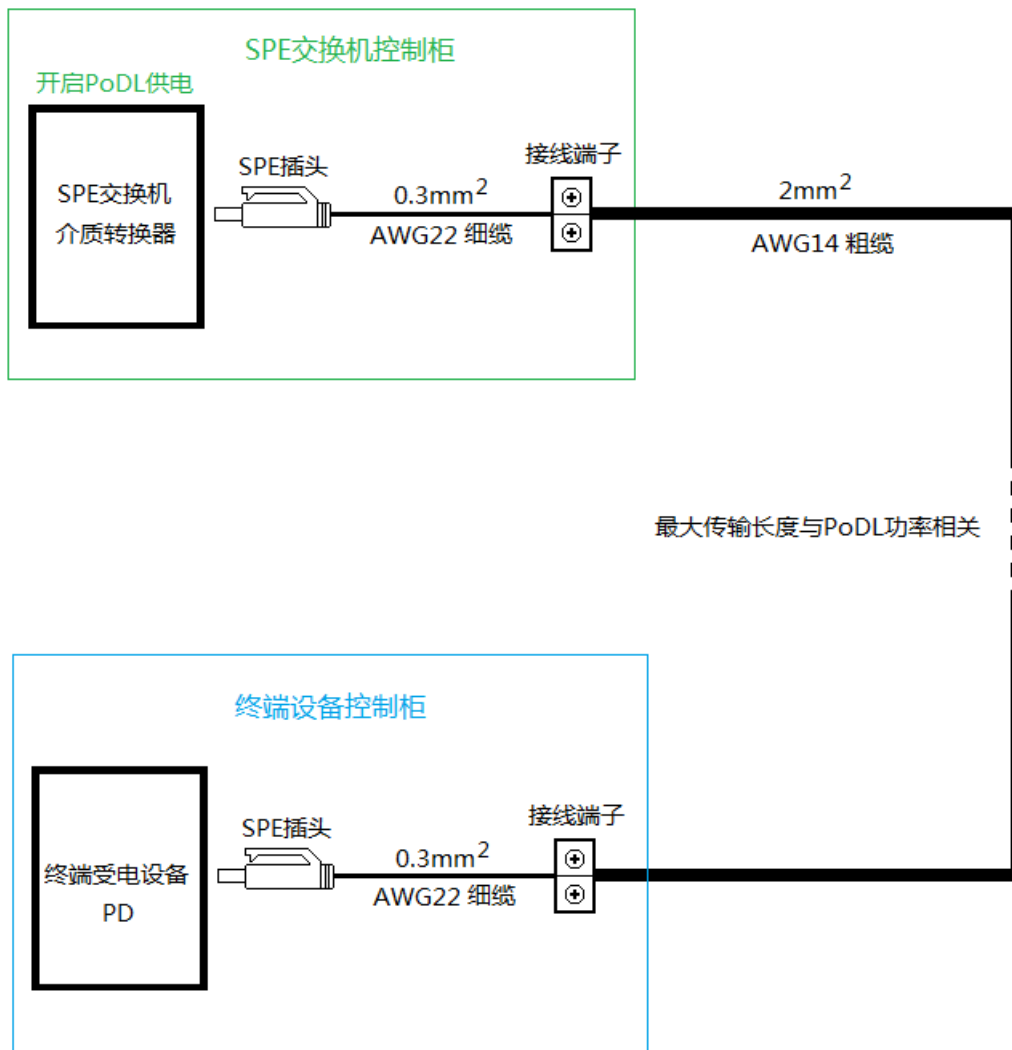 SPE交换机控制柜
开启PoDL供电
SPE交换机
介质转换器
SPE插头
0.3mm²
AWG22 细缆
接线端子
2mm²
AWG14 粗缆
最大传输长度与PoDL功率相关
终端设备控制柜
终端受电设备
PD
SPE插头
0.3mm²
AWG22 细缆
接线端子